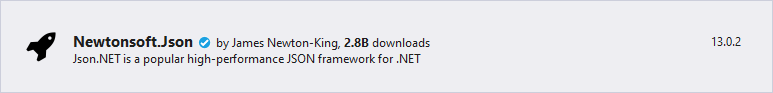 Newtonsoft.Json by James Newton-King, 2.8B downloads 13.0.2
Json.NET is a popular high-performance JSON framework for .NET